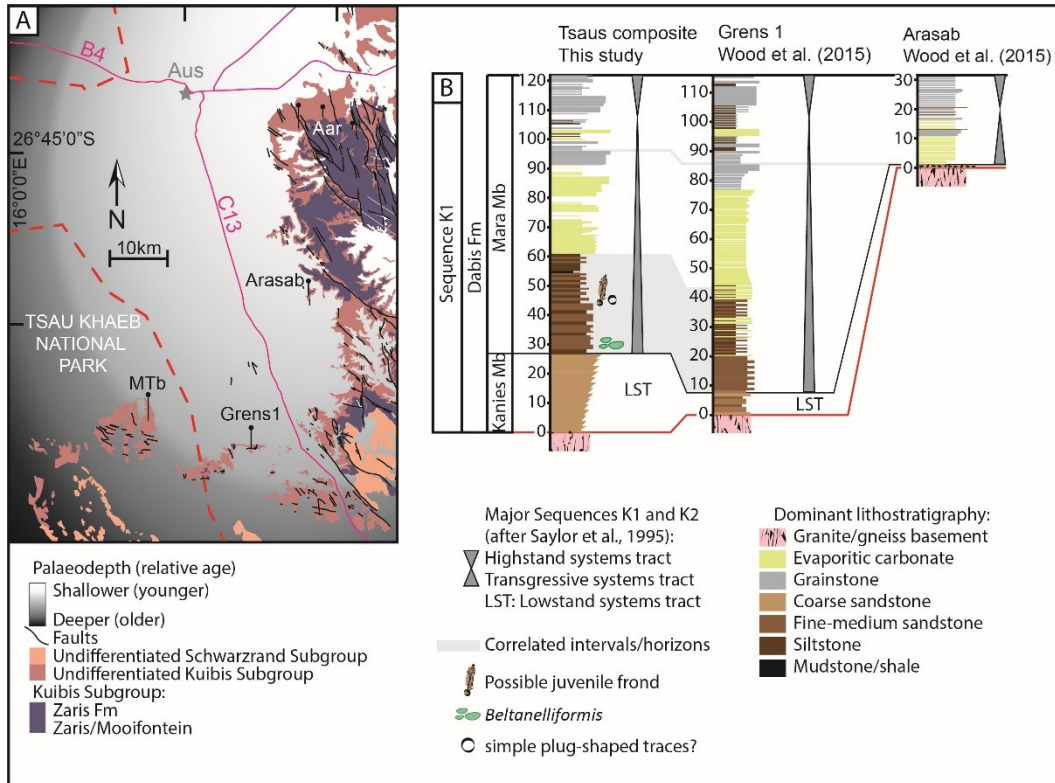 A
B4
Aus
26°45'0"S
16°0'0"E
Aar
N
10km
C13
Arasab
TSAU KHAEB
NATIONAL
PARK
MTb
Grens1
Palaeodepth (relative age)
Shallower (younger)
Deeper (older)
Faults
Undifferentiated Schwarzrand Subgroup
Undifferentiated Kuibis Subgroup
Kuibis Subgroup:
Zaris Fm
Zaris/Mooifontein
B
Tsaus composite
This study
Grens 1
Wood et al. (2015)
Arasab
Wood et al. (2015)
Sequence K1
Dabis Fm
Mara Mb
Kanies Mb
120
110
100
90
80
70
60
50
40
30
20
10
0
LST
110
100
90
80
70
60
50
40
30
20
10
0
LST
30
20
10
0
Major Sequences K1 and K2
(after Saylor et al., 1995):
Highstand systems tract
Transgressive systems tract
LST: Lowstand systems tract
Correlated intervals/horizons
Possible juvenile frond
Beltanelliformis
simple plug-shaped traces?
Dominant lithostratigraphy:
Granite/gneiss basement
Evaporitic carbonate
Grainstone
Coarse sandstone
Fine-medium sandstone
Siltstone
Mudstone/shale